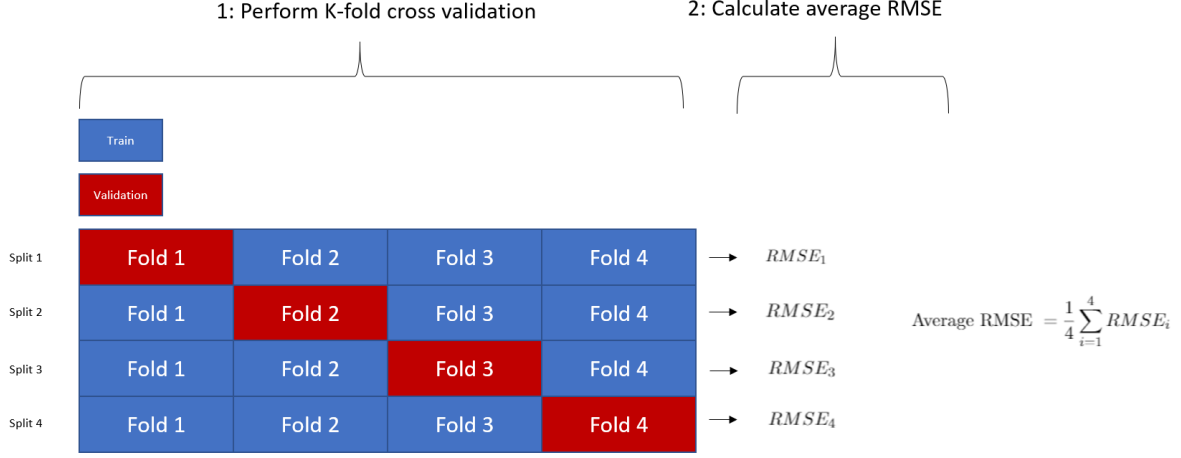 1: Perform K-fold cross validation
2: Calculate average RMSE
Train
Validation
Split 1 Fold 1 Fold 2 Fold 3 Fold 4 → RMSE₁
Split 2 Fold 1 Fold 2 Fold 3 Fold 4 → RMSE₂
Split 3 Fold 1 Fold 2 Fold 3 Fold 4 → RMSE₃
Split 4 Fold 1 Fold 2 Fold 3 Fold 4 → RMSE₄
Average RMSE = 1/4 ∑_{i=1}^{4} RMSE_i